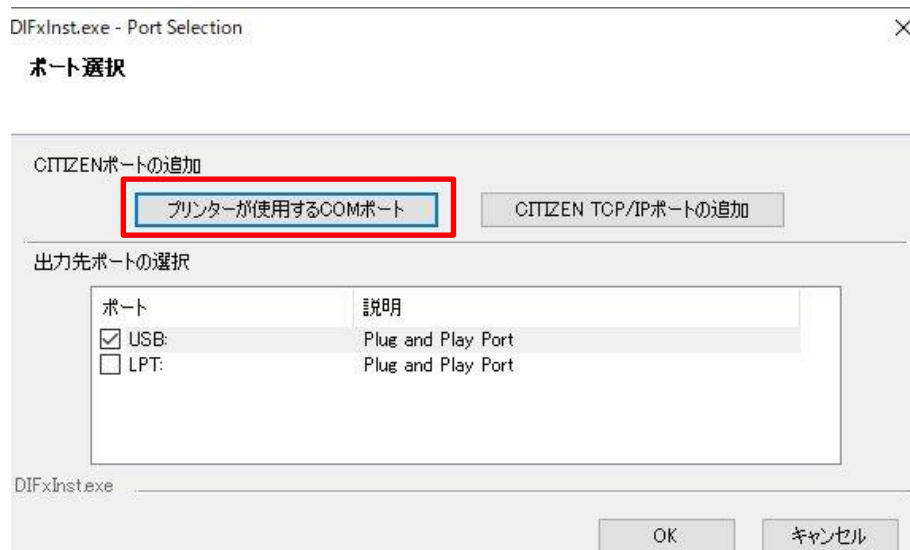 DIFxInst.exe - Port Selection
ポート選択
CITIZENポートの追加
プリンターが使用するCOMポート
CITIZEN TCP/IPポートの追加
出力先ポートの選択
ポート 説明
USB: Plug and Play Port
LPT: Plug and Play Port
DIFxInst.exe
OK キャンセル